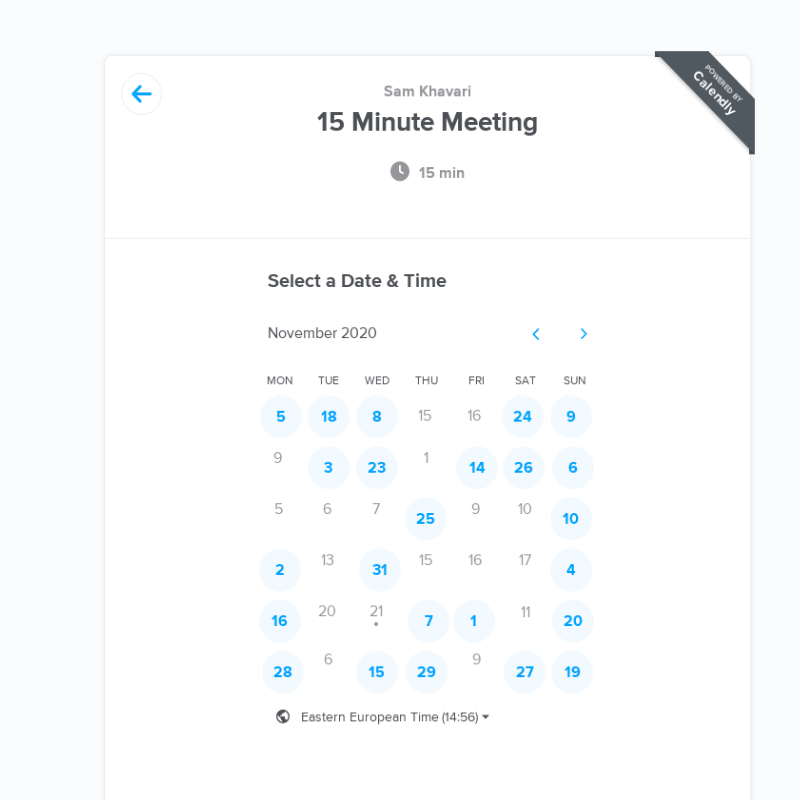 POWERED BY
Calendly
Sam Khavari
15 Minute Meeting
15 min
Select a Date & Time
November 2020
MON TUE WED THU FRI SAT SUN
5 18 8 15 16 24 9
9 3 23 1 14 26 6
5 6 7 25 9 10 10
2 13 31 15 16 17 4
16 20 21 7 1 11 20
28 6 15 29 9 27 19
Eastern European Time (14:56)